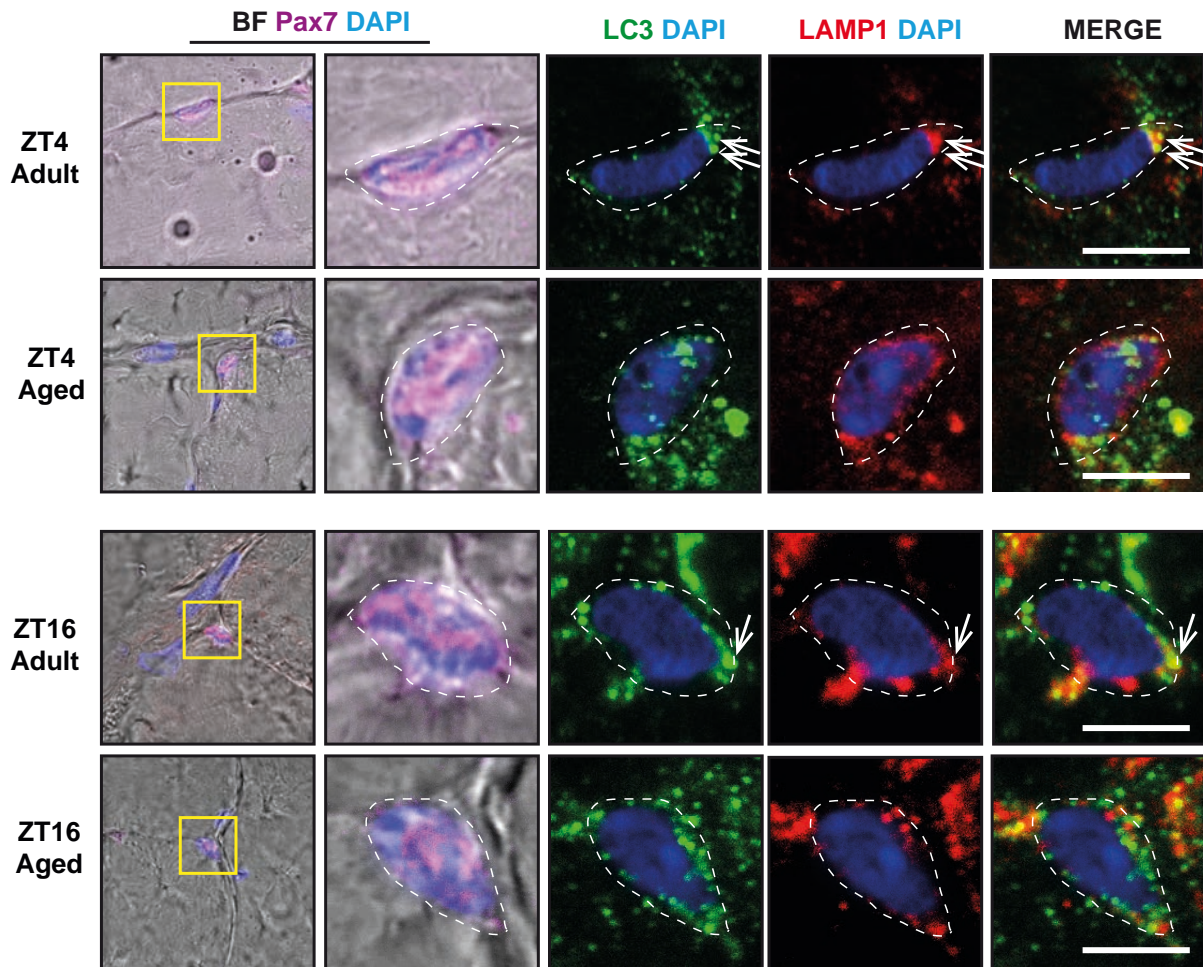 BF Pax7 DAPI
LC3 DAPI
LAMP1 DAPI
MERGE
ZT4
Adult
ZT4
Aged
ZT16
Adult
ZT16
Aged